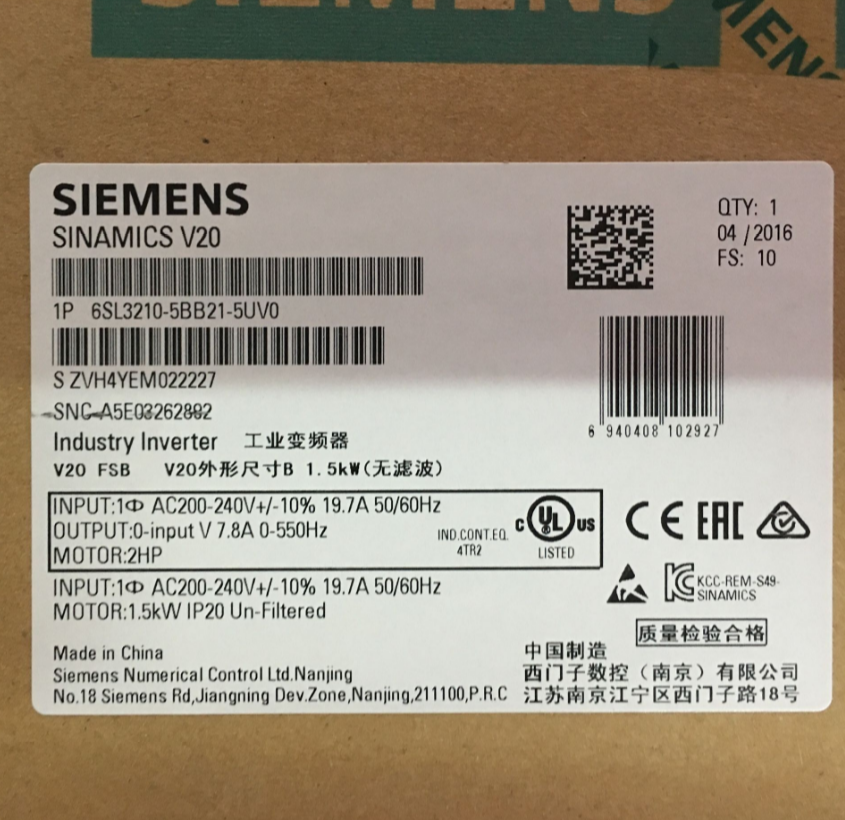 SIEMENS
SIEMENS
SIEMENS
SINAMICS V20
QTY: 1
04 / 2016
FS: 10
1P 6SL3210-5BB21-5UV0
S ZVH4YEM022227
SNC-A5E03262882
6 940408 102927
Industry Inverter 工业变频器
V20 FSB V20外形尺寸B 1.5kW(无滤波)
INPUT:1Φ AC200-240V+/-10% 19.7A 50/60Hz
OUTPUT:0-input V 7.8A 0-550Hz
MOTOR:2HP
IND.CONT.EQ.
4TR2
C UL US
LISTED
CE EAC
INPUT:1Φ AC200-240V+/-10% 19.7A 50/60Hz
MOTOR:1.5kW IP20 Un-Filtered
KC KCC-REM-S49-
SINAMICS
质量检验合格
Made in China
Siemens Numerical Control Ltd.Nanjing
No.18 Siemens Rd,Jiangning Dev.Zone,Nanjing,211100,P.R.C
中国制造
西门子数控（南京）有限公司
江苏南京江宁区西门子路18号